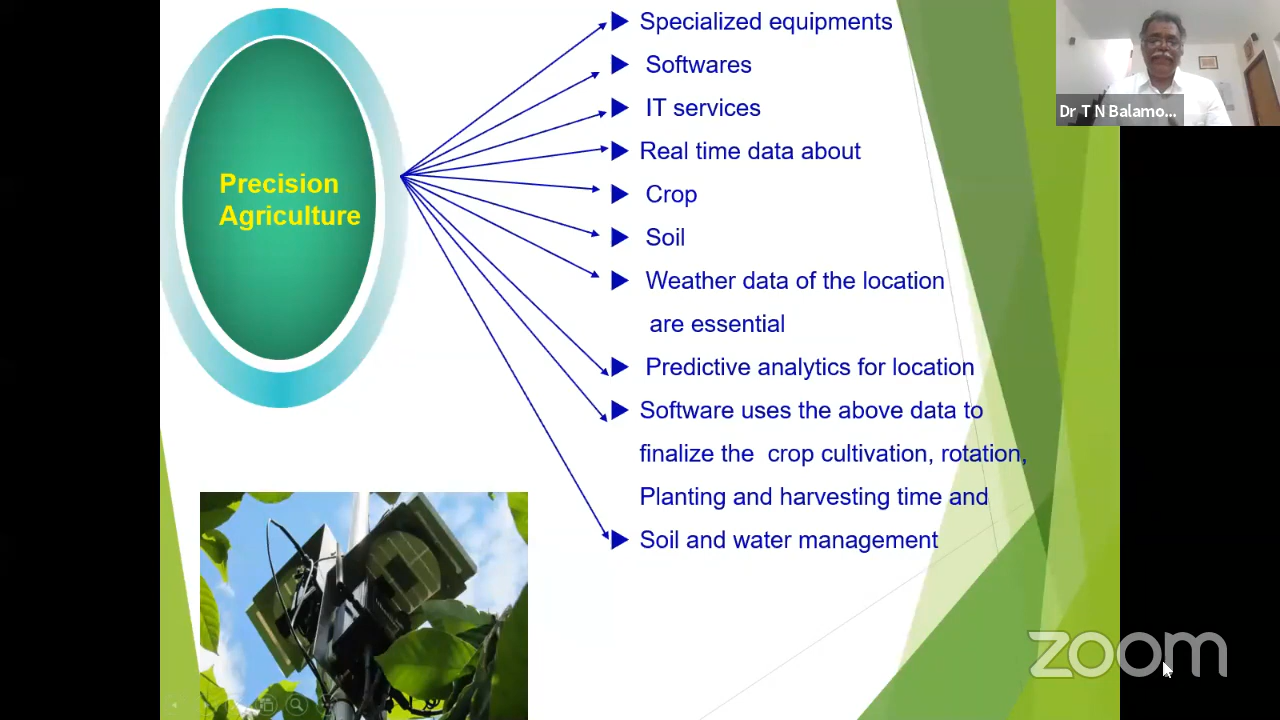 Precision
Agriculture
Specialized equipments
Softwares
IT services
Real time data about
Crop
Soil
Weather data of the location
are essential
Predictive analytics for location
Software uses the above data to
finalize the crop cultivation, rotation,
Planting and harvesting time and
Soil and water management
Dr T N Balamo...
zoom